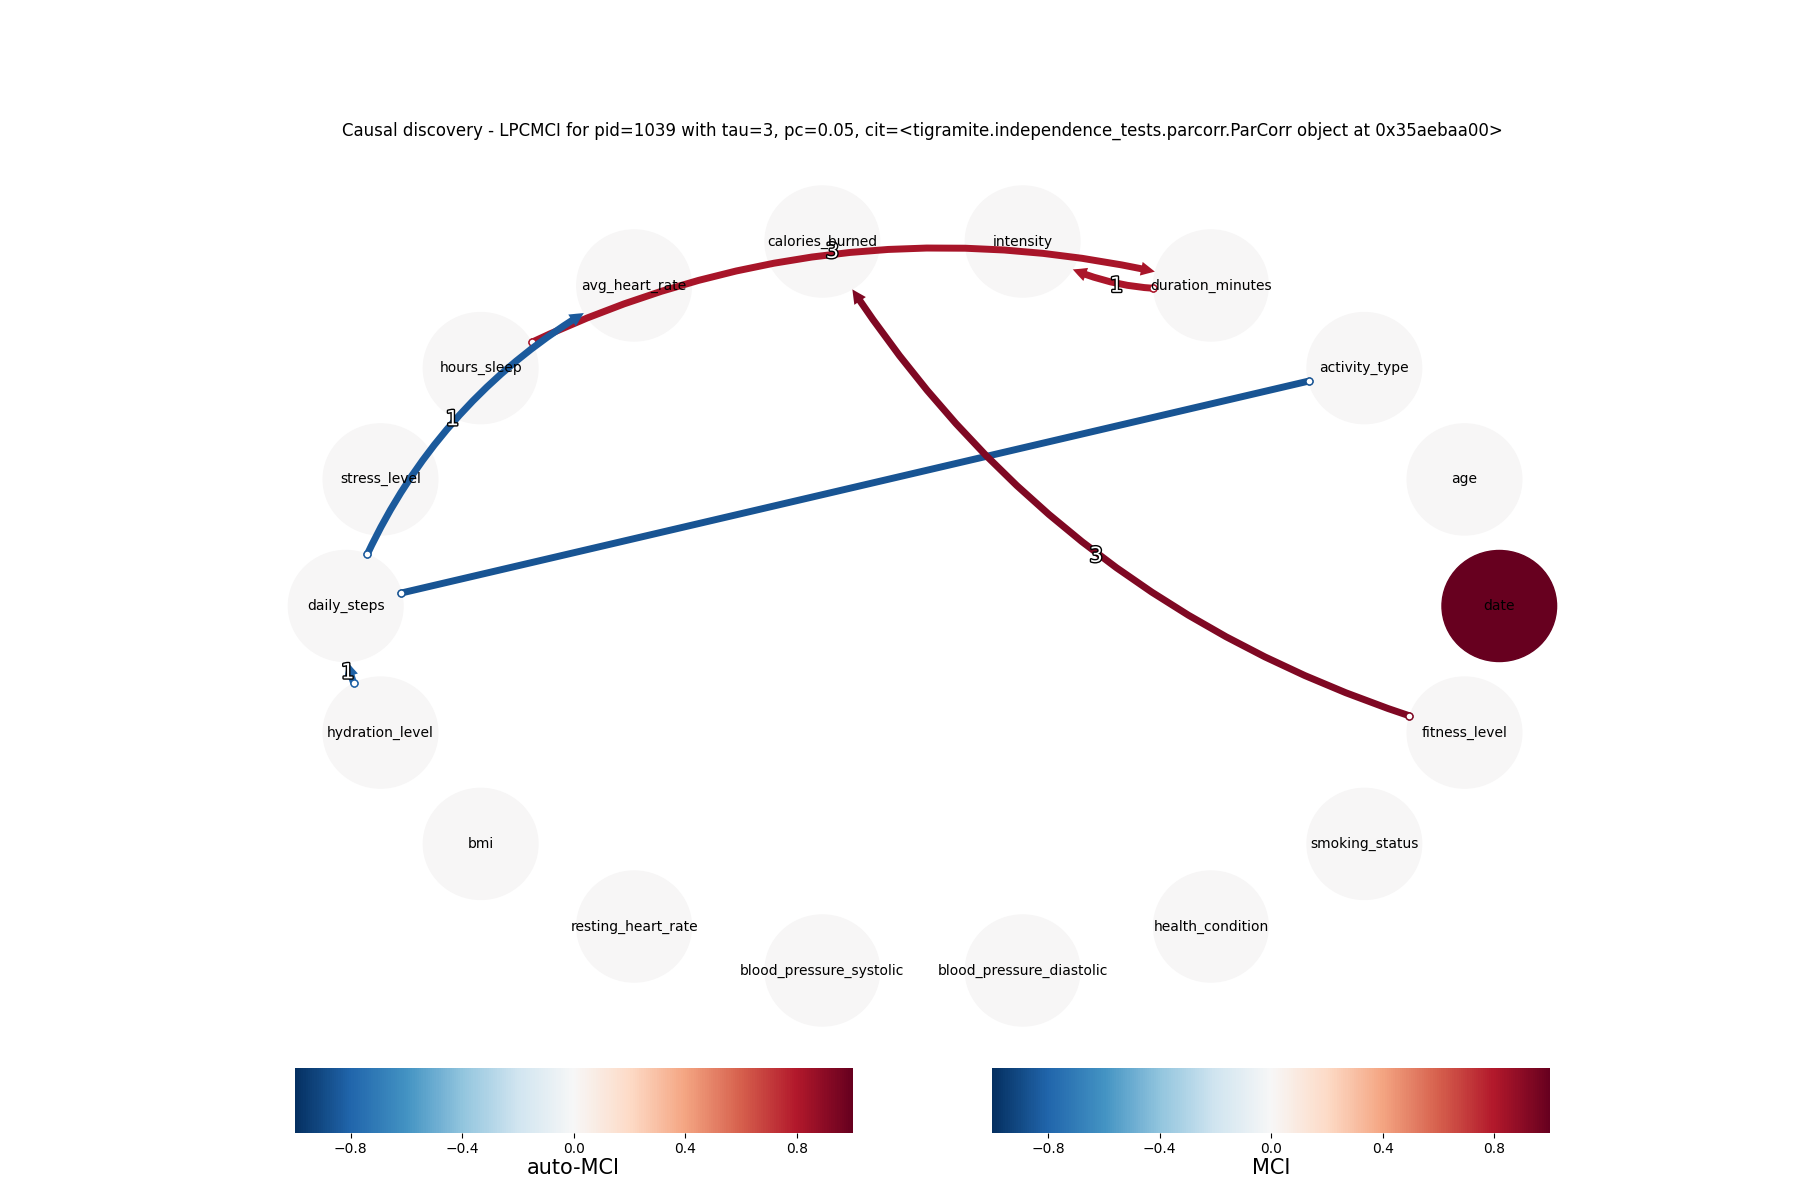 Causal discovery - LPCMCI for pid=1039 with tau=3, pc=0.05, cit=<tigramite.independence_tests.parcorr.ParCorr object at 0x35aebaa00>
calories_burned
intensity
3
avg_heart_rate
1
duration_minutes
hours_sleep
activity_type
1
stress_level
age
3
daily_steps
date
1
hydration_level
fitness_level
bmi
smoking_status
resting_heart_rate
health_condition
blood_pressure_systolic
blood_pressure_diastolic
−0.8 −0.4 0.0 0.4 0.8
auto-MCI
−0.8 −0.4 0.0 0.4 0.8
MCI